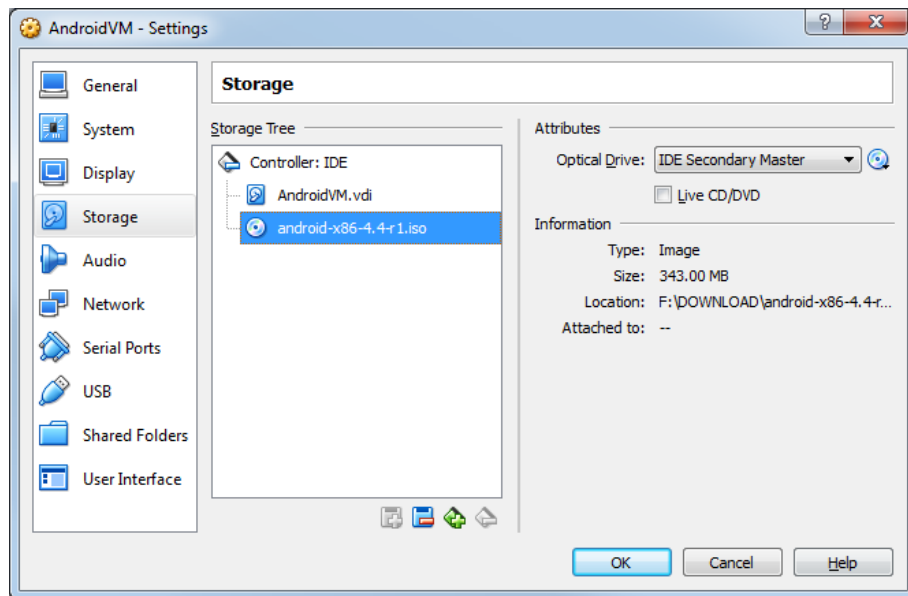 AndroidVM - Settings
General
System
Display
Storage
Audio
Network
Serial Ports
USB
Shared Folders
User Interface
Storage
Storage Tree
Controller: IDE
AndroidVM.vdi
android-x86-4.4-r1.iso
Attributes
Optical Drive: IDE Secondary Master
Live CD/DVD
Information
Type: Image
Size: 343.00 MB
Location: F:\DOWNLOAD\android-x86-4.4-r...
Attached to: --
OK Cancel Help